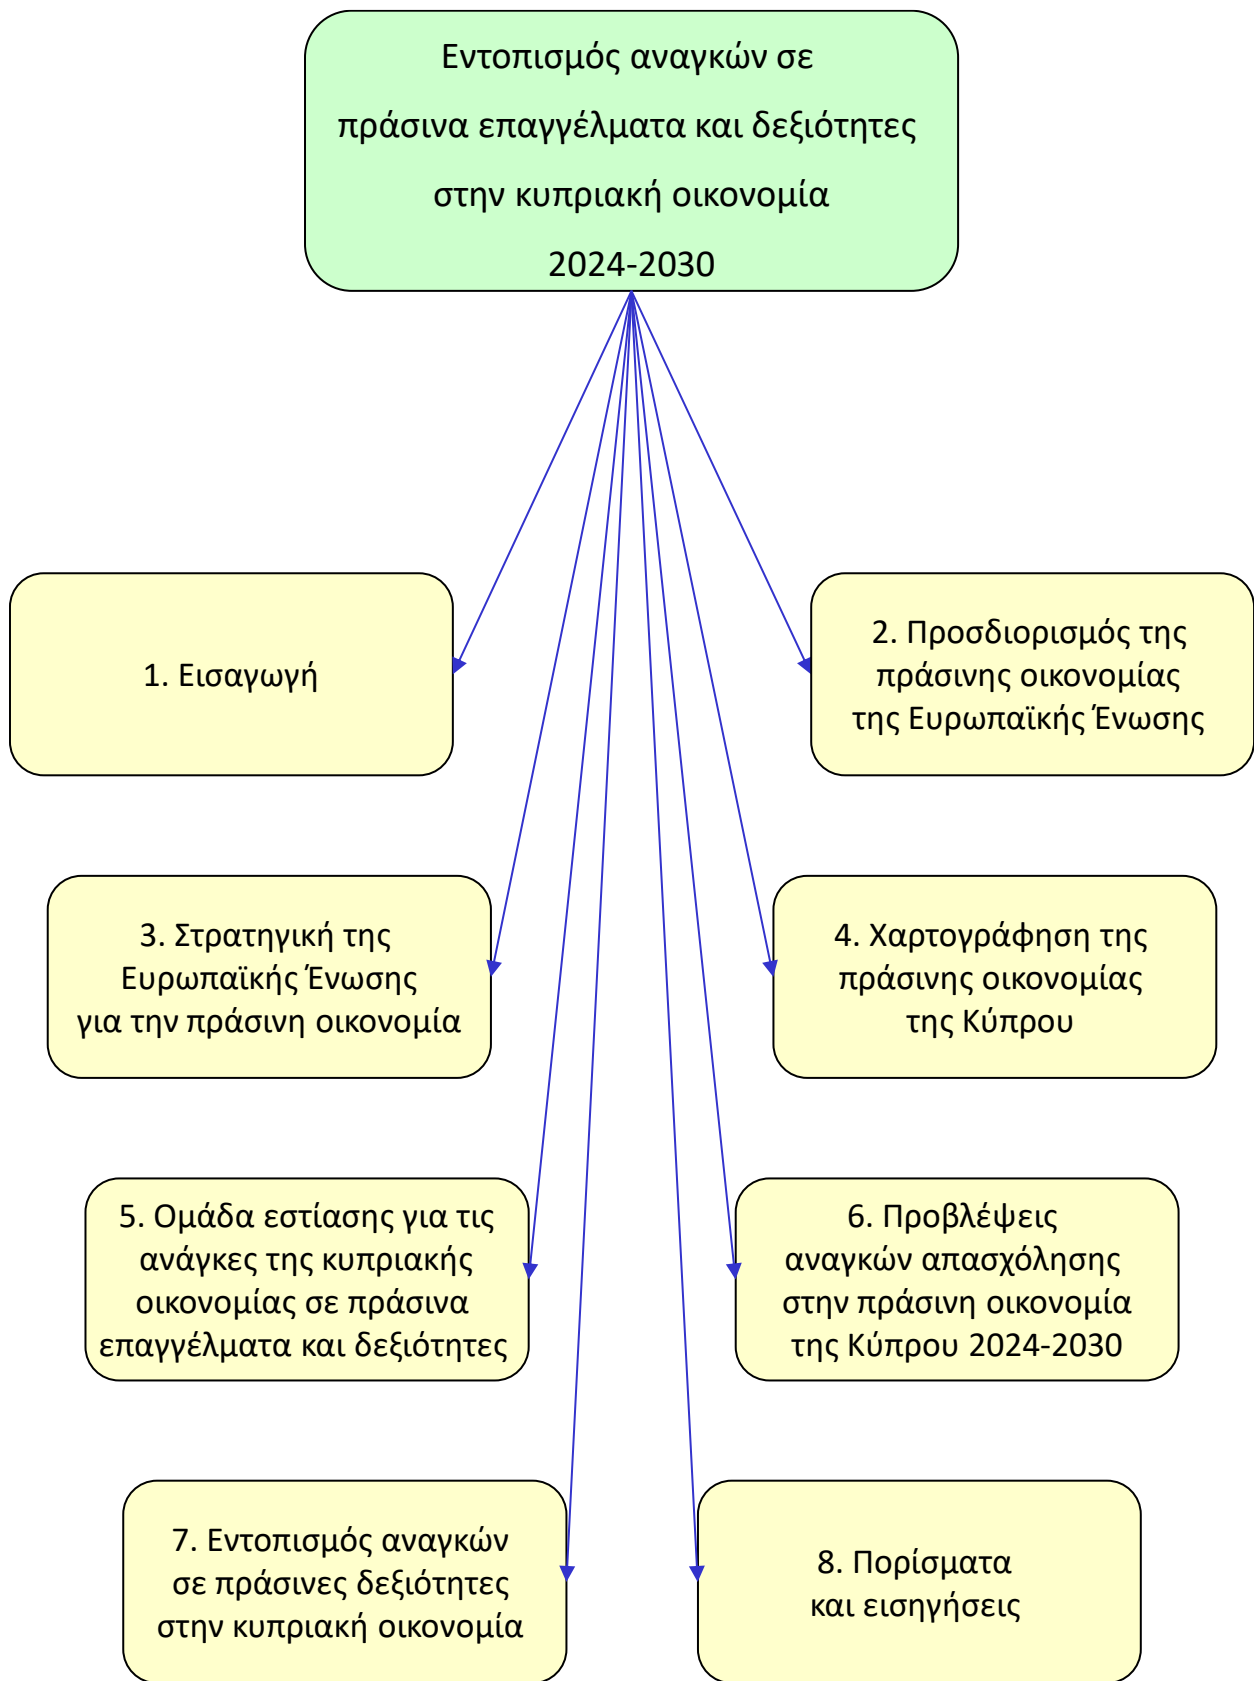 Εντοπισμός αναγκών σε
πράσινα επαγγέλματα και δεξιότητες
στην κυπριακή οικονομία
2024-2030
1. Εισαγωγή
2. Προσδιορισμός της
πράσινης οικονομίας
της Ευρωπαϊκής Ένωσης
3. Στρατηγική της
Ευρωπαϊκής Ένωσης
για την πράσινη οικονομία
4. Χαρτογράφηση της
πράσινης οικονομίας
της Κύπρου
5. Ομάδα εστίασης για τις
ανάγκες της κυπριακής
οικονομίας σε πράσινα
επαγγέλματα και δεξιότητες
6. Προβλέψεις
αναγκών απασχόλησης
στην πράσινη οικονομία
της Κύπρου 2024-2030
7. Εντοπισμός αναγκών
σε πράσινες δεξιότητες
στην κυπριακή οικονομία
8. Πορίσματα
και εισηγήσεις